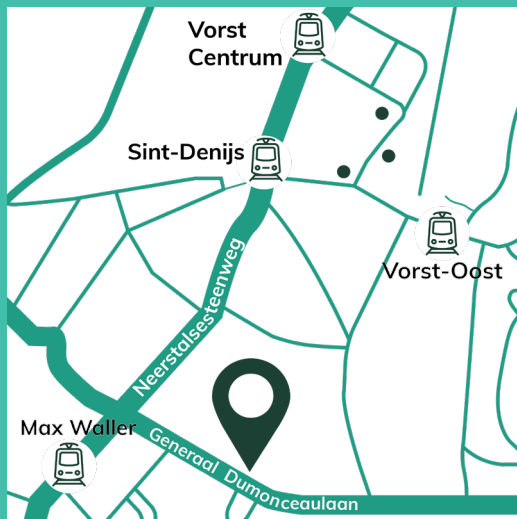 Vorst
Centrum
Sint-Denijs
Vorst-Oost
Neerstalsesteenweg
Max Waller
Generaal Dumonceaulaan